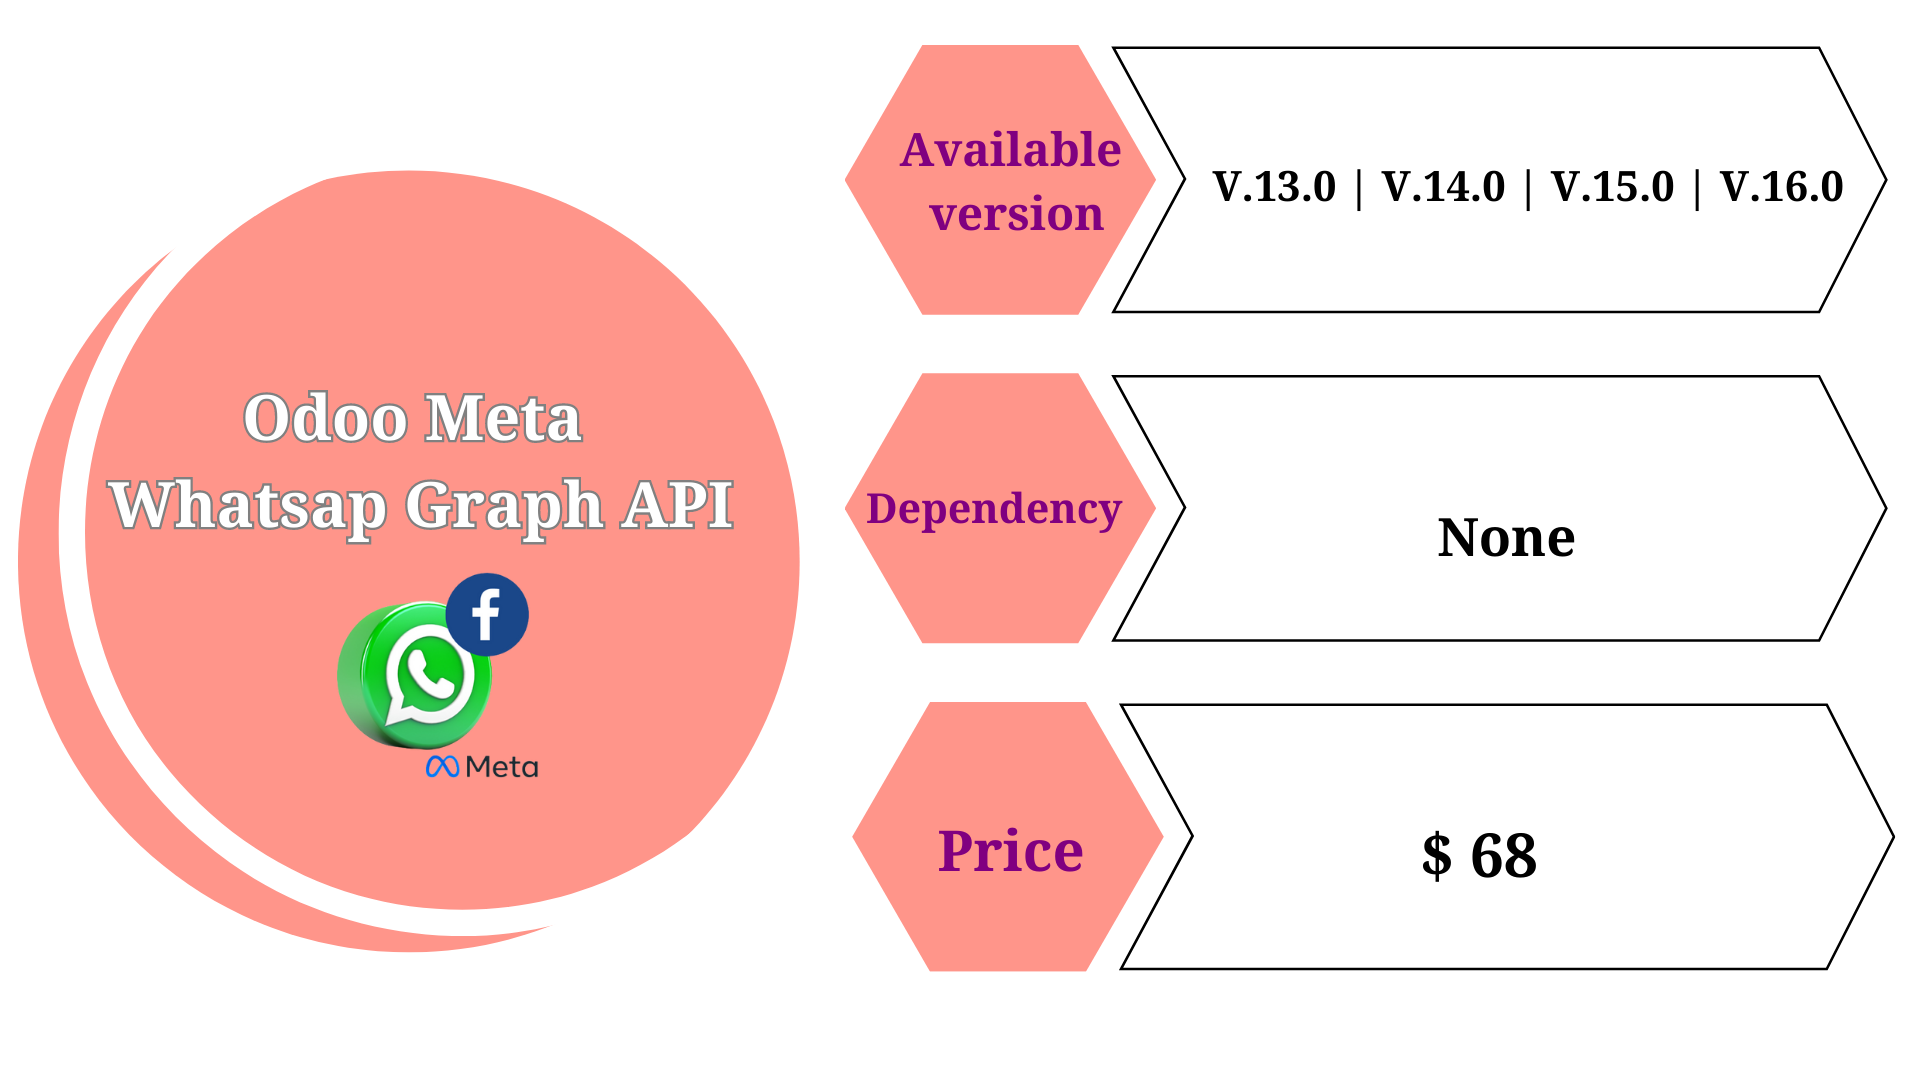 Odoo Meta
Whatsap Graph API
Meta
Available
version
V.13.0 | V.14.0 | V.15.0 | V.16.0
Dependency
None
Price
$ 68